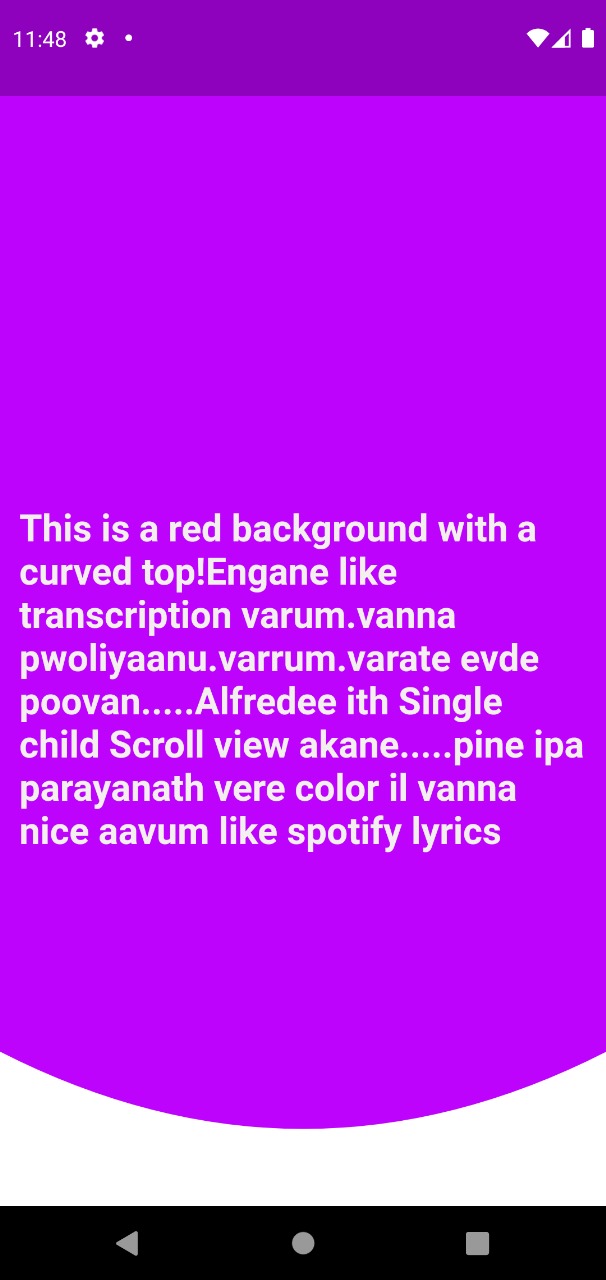 11:48
This is a red background with a
curved top!Engane like
transcription varum.vanna
pwoliyaanu.varrum.varate evde
poovan.....Alfredee ith Single
child Scroll view akane.....pine ipa
parayanath vere color il vanna
nice aavum like spotify lyrics